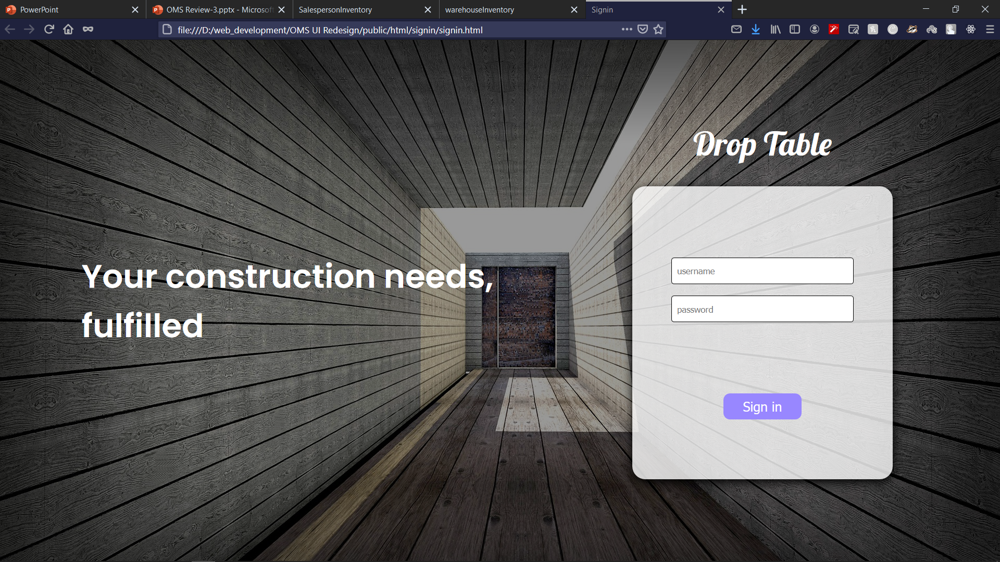 PowerPoint
OMS Review-3.pptx - Microsoft
SalespersonInventory
warehouseInventory
Signin
file:///D:/web_development/OMS UI Redesign/public/html/signin/signin.html
Drop Table
Your construction needs,
fulfilled
username
password
Sign in